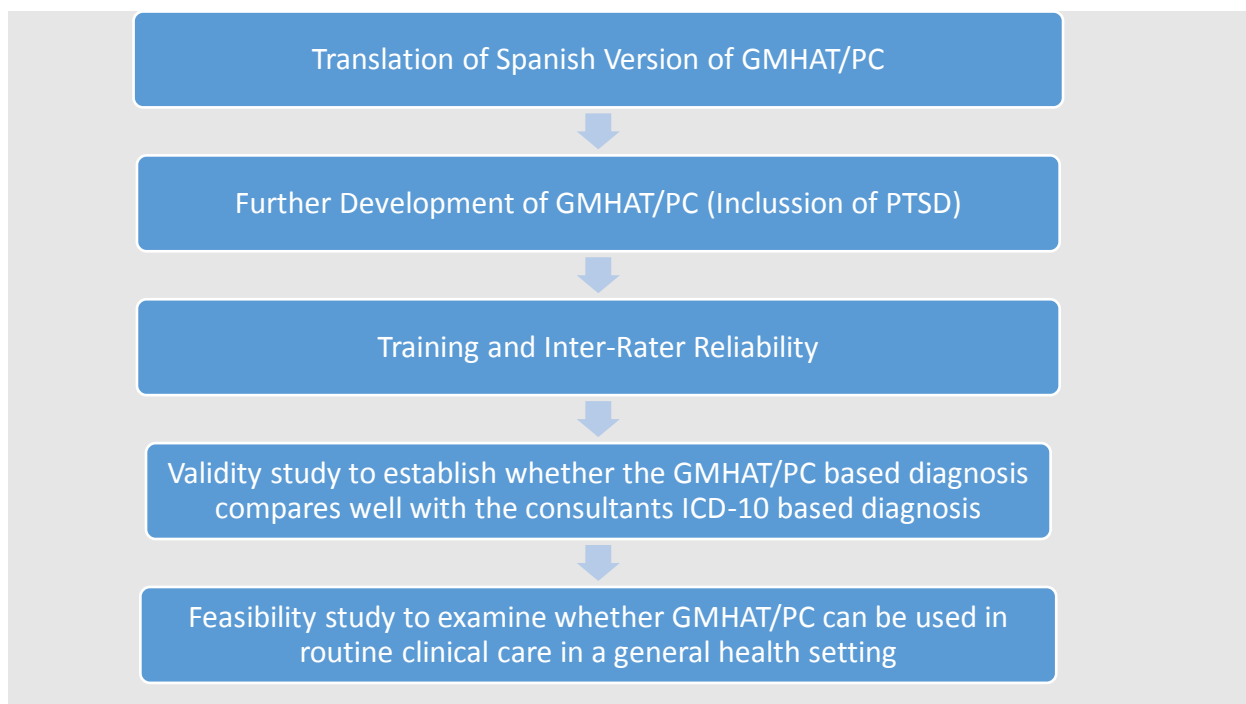 Translation of Spanish Version of GMHAT/PC
Further Development of GMHAT/PC (Inclussion of PTSD)
Training and Inter-Rater Reliability
Validity study to establish whether the GMHAT/PC based diagnosis
compares well with the consultants ICD-10 based diagnosis
Feasibility study to examine whether GMHAT/PC can be used in
routine clinical care in a general health setting